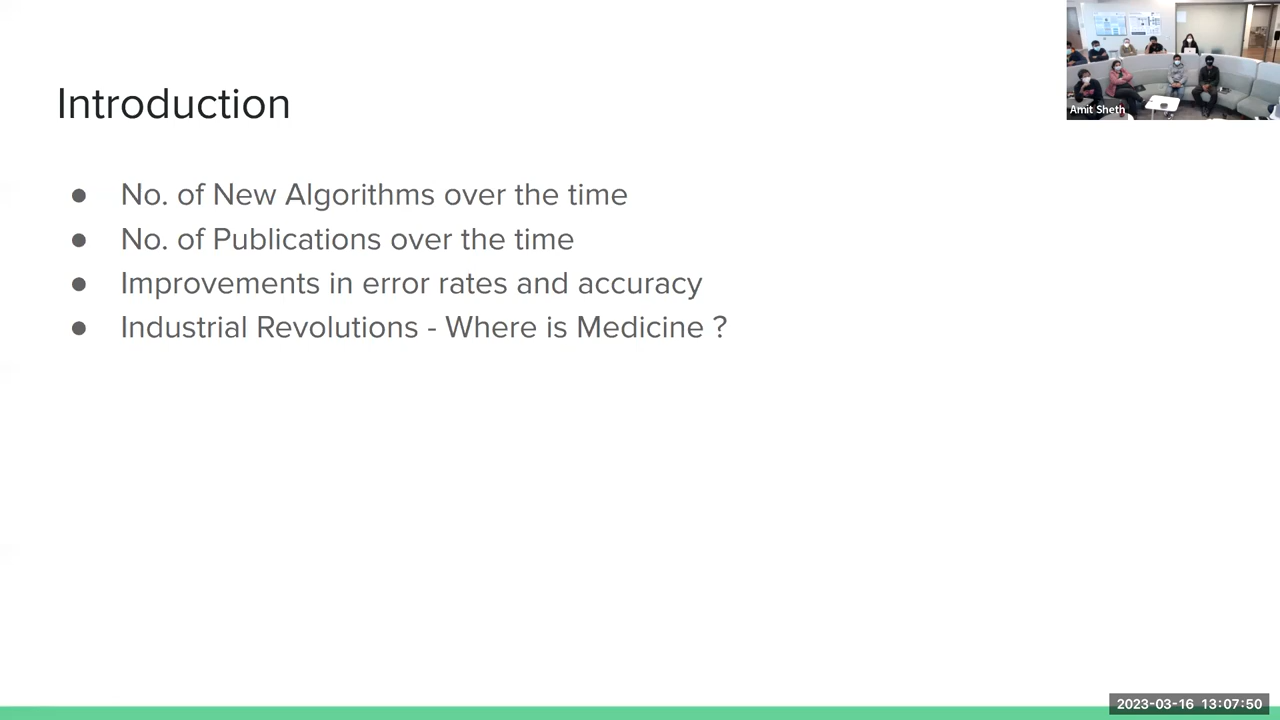 Introduction
● No. of New Algorithms over the time
● No. of Publications over the time
● Improvements in error rates and accuracy
● Industrial Revolutions - Where is Medicine ?
Amit Sheth
2023-03-16 13:07:50